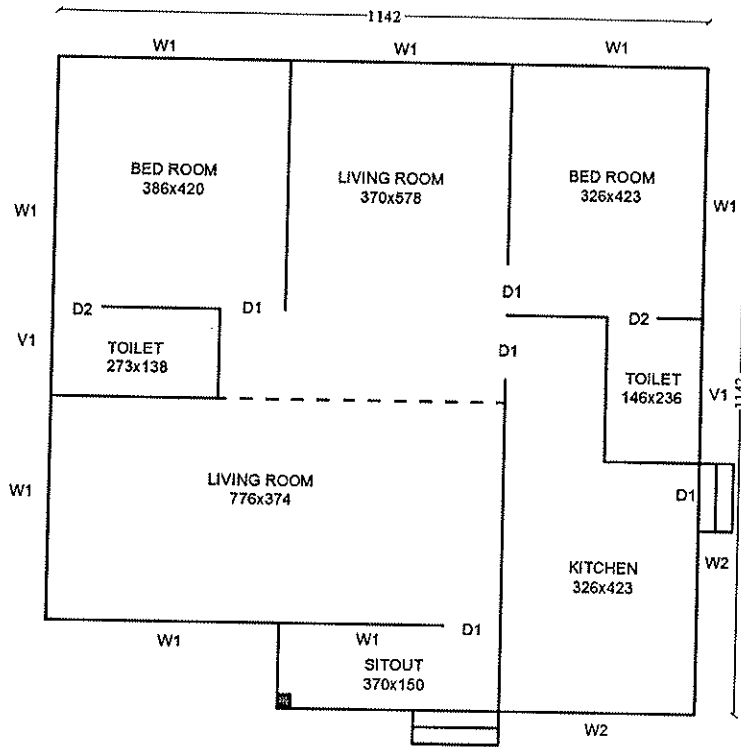 1142
W1 W1 W1
BED ROOM
386x420
LIVING ROOM
370x578
BED ROOM
326x423
W1 W1
D2 D1 D1 D2
V1 TOILET
273x138
D1
TOILET
146x236
V1
1142
W1 LIVING ROOM
776x374
D1
W2
KITCHEN
326x423
W1 W1 D1
SITOUT
370x150
W2